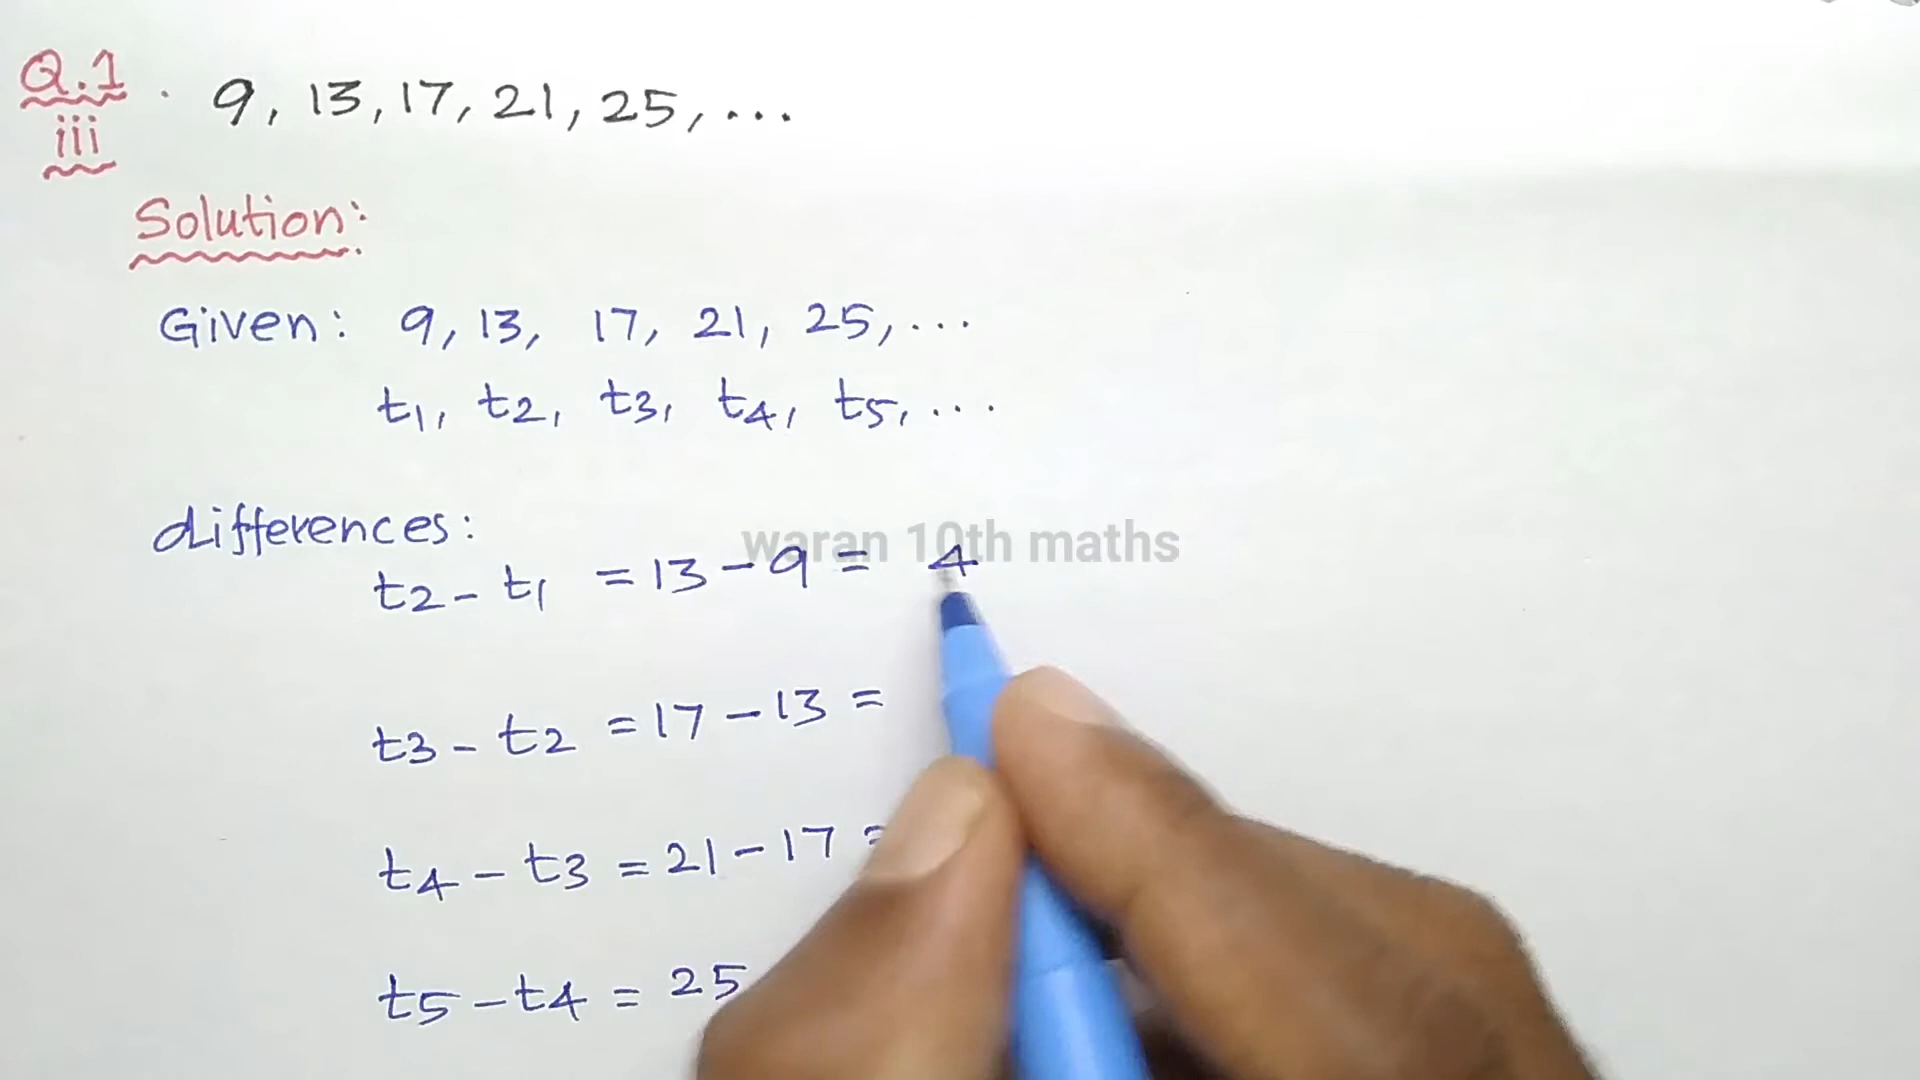 Q.1 . 9, 13, 17, 21, 25, ...
iii
Solution:
Given: 9, 13, 17, 21, 25, ...
t1, t2, t3, t4, t5, ...
differences:
waran 10th maths
t2 - t1 = 13 - 9 = 4
t3 - t2 = 17 - 13 =
t4 - t3 = 21 - 17 =
t5 - t4 = 25